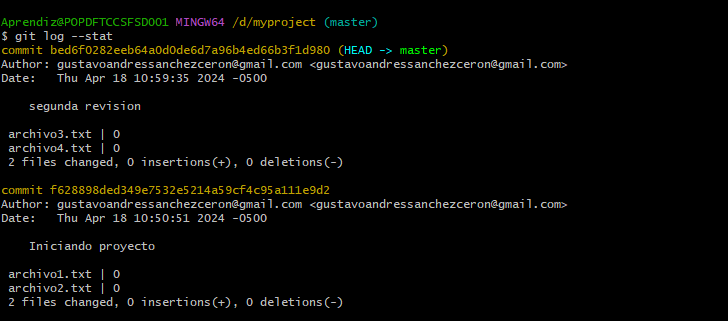 Aprendiz@POPDFTCCSFSDO01 MINGW64 /d/myproject (master)
$ git log --stat
commit bed6f0282eeb64a0d0de6d7a96b4ed66b3f1d980 (HEAD -> master)
Author: gustavoandressanchezceron@gmail.com <gustavoandressanchezceron@gmail.com>
Date:   Thu Apr 18 10:59:35 2024 -0500
    segunda revision
 archivo3.txt | 0
 archivo4.txt | 0
 2 files changed, 0 insertions(+), 0 deletions(-)
commit f628898ded349e7532e5214a59cf4c95a111e9d2
Author: gustavoandressanchezceron@gmail.com <gustavoandressanchezceron@gmail.com>
Date:   Thu Apr 18 10:50:51 2024 -0500
    Iniciando proyecto
 archivo1.txt | 0
 archivo2.txt | 0
 2 files changed, 0 insertions(+), 0 deletions(-)